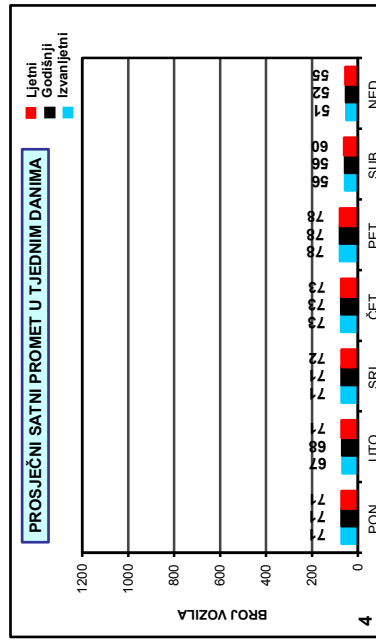 PROSJEČNI SATNI PROMET U TJEDNIM DANIMA
Ljetni
Godišnji
Izvanljetni
BROJ VOZILA
1200
1000
800
600
400
200
0
71 71 71 67 68 71 71 71 72 73 73 73 78 78 78 56 56 60 51 52 55
PON UTO SRI ČET PET SUB NED
4